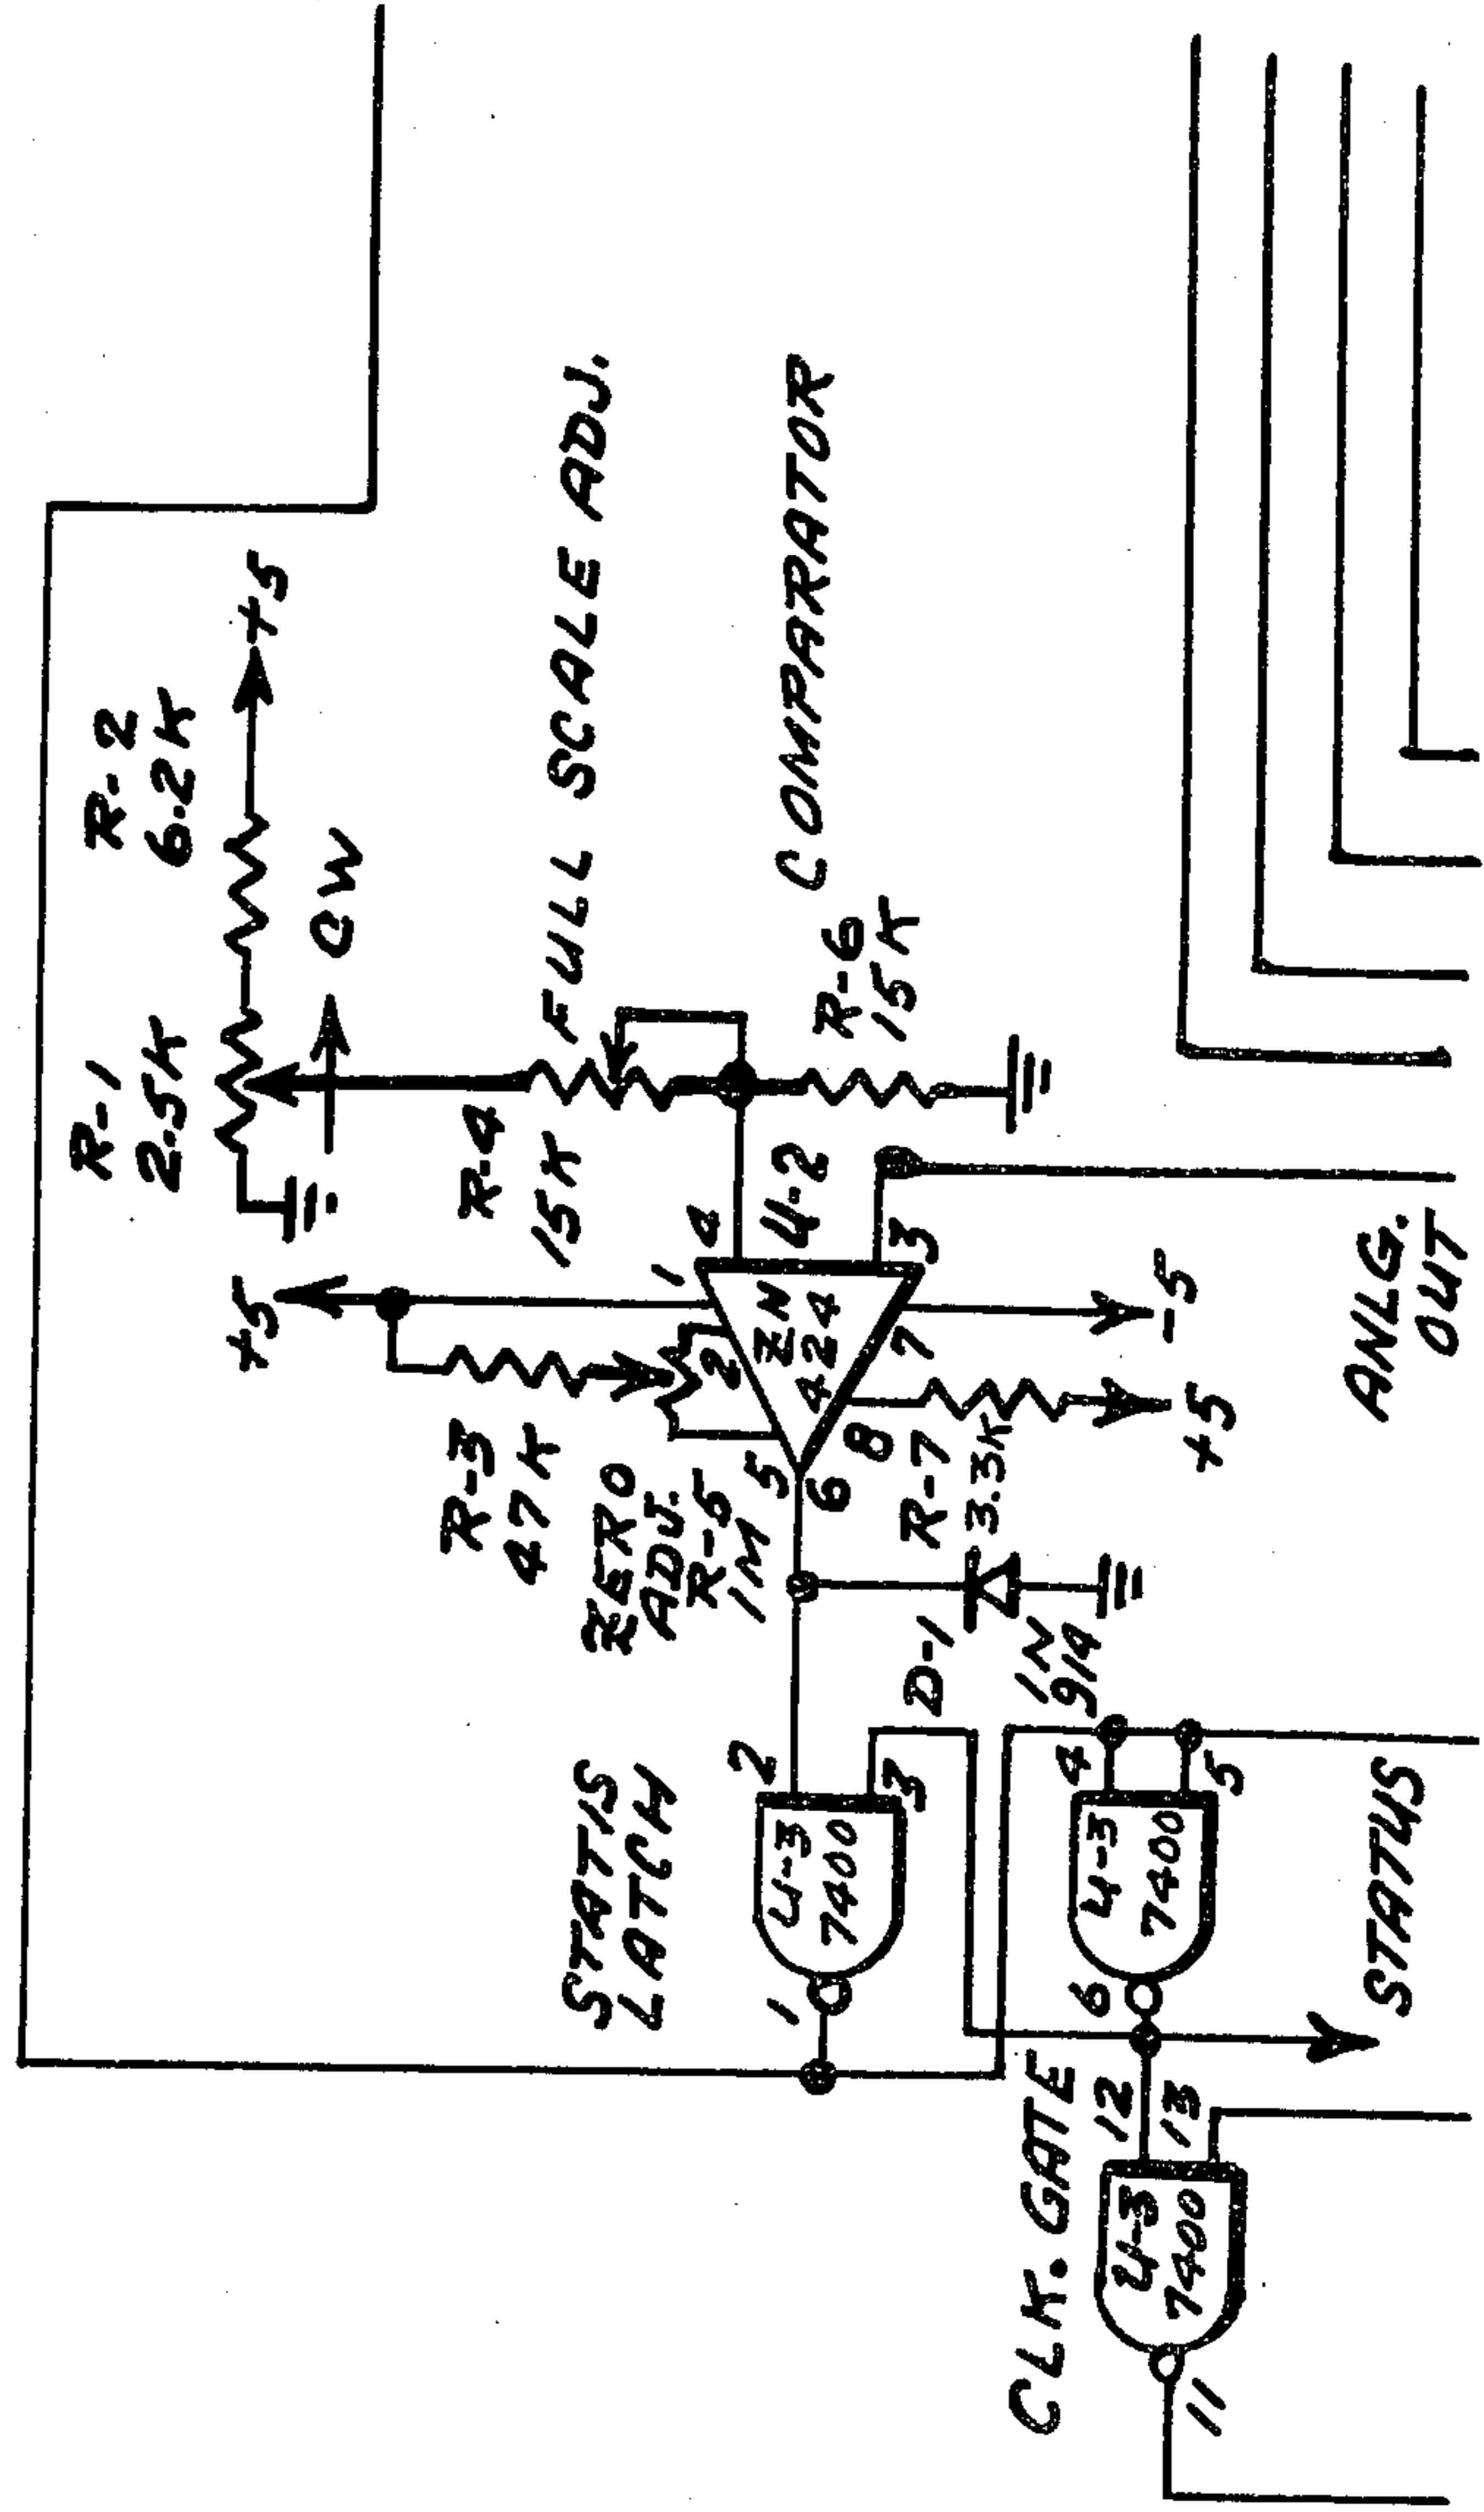 R-1
2.5K
R-2
6.2K
+5
QV
+5
R-4
15K
FULL SCALE ADJ.
R-3
47K
ZERO
ADJ.
R-5
1M
1
4
2
5
U-2
3
7
8
6
COMPARATOR
R-6
15K
R-7
3.3K
-5
+5
D-1
1N
914
STATIS
LATCH
1
U-3
7400
2
3
6
U-3
7400
4
5
CLK. GATE
11
U-3
7400
12
13
STATUS
ANLG.
OUT